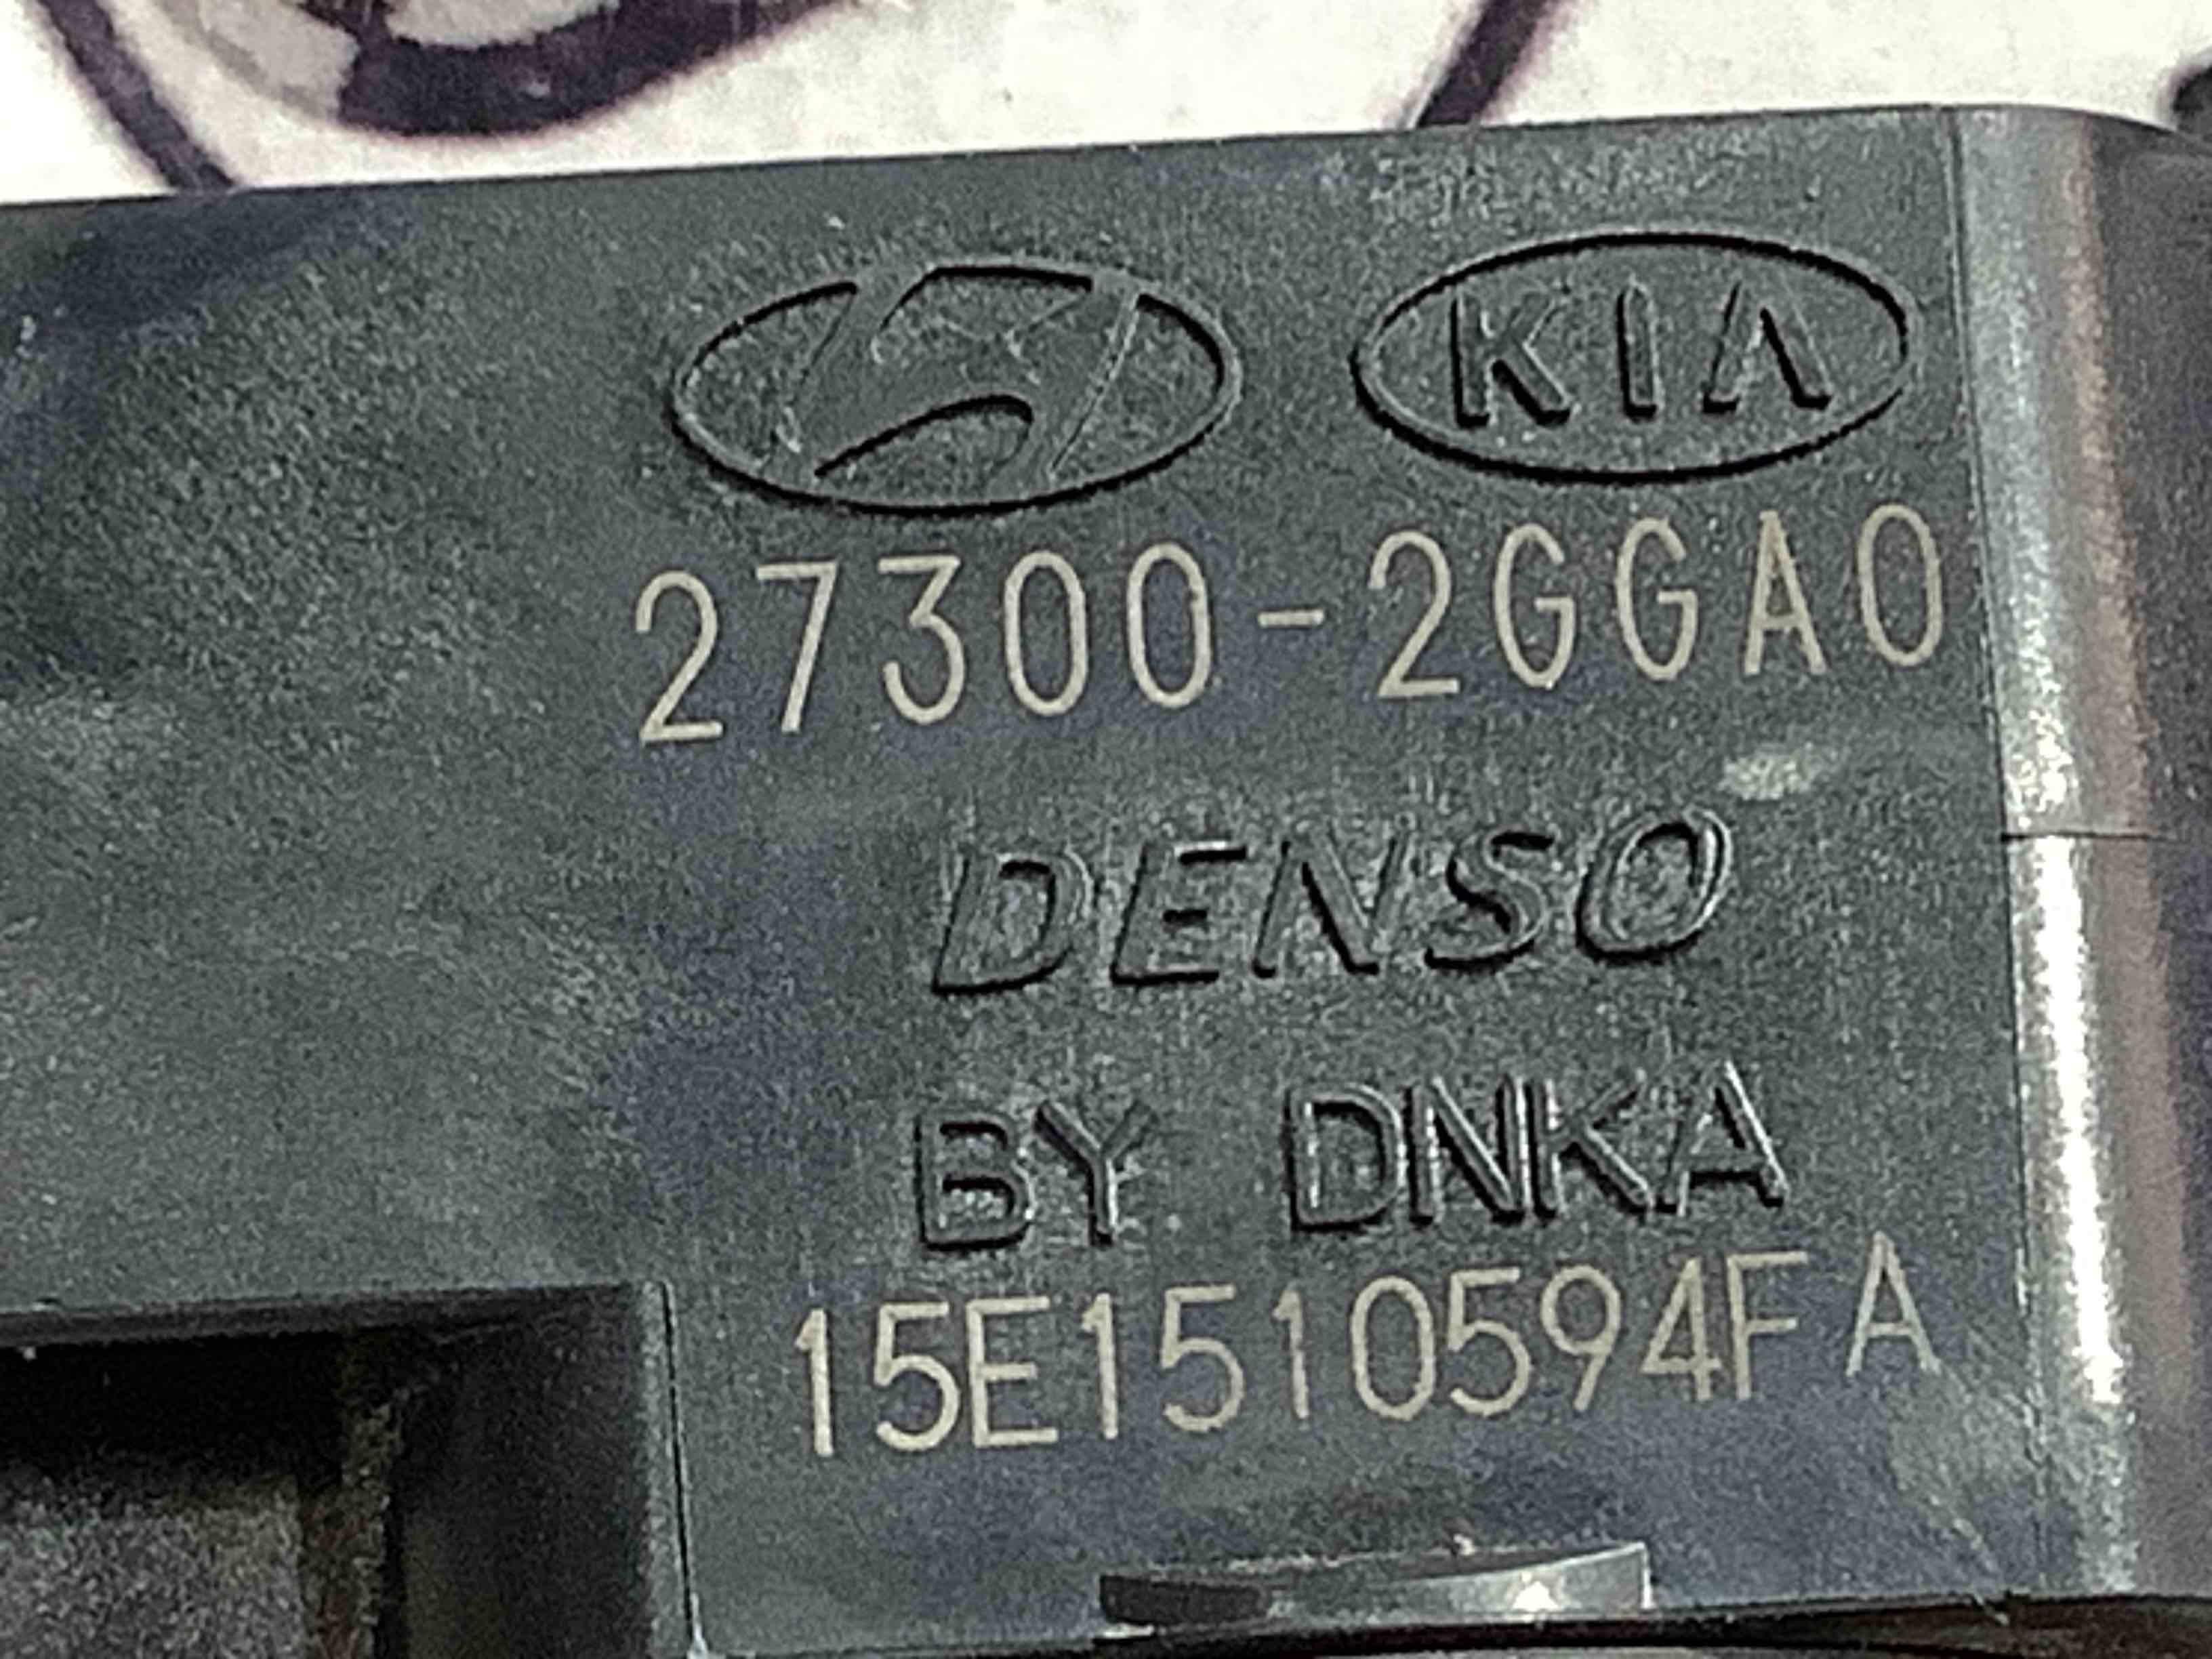 KIA
27300-2GGA0
DENSO
BY DNKA
15E1510594FA